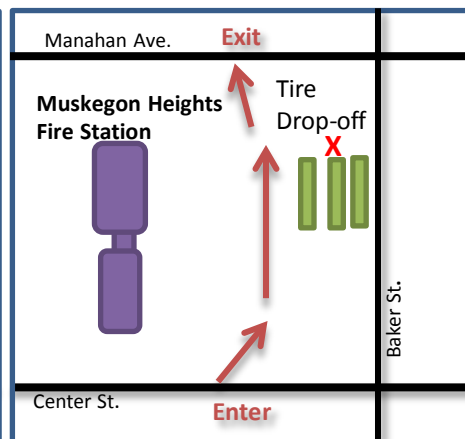 Manahan Ave.
Exit
Muskegon Heights
Fire Station
Tire
Drop-off
X
Baker St.
Center St.
Enter